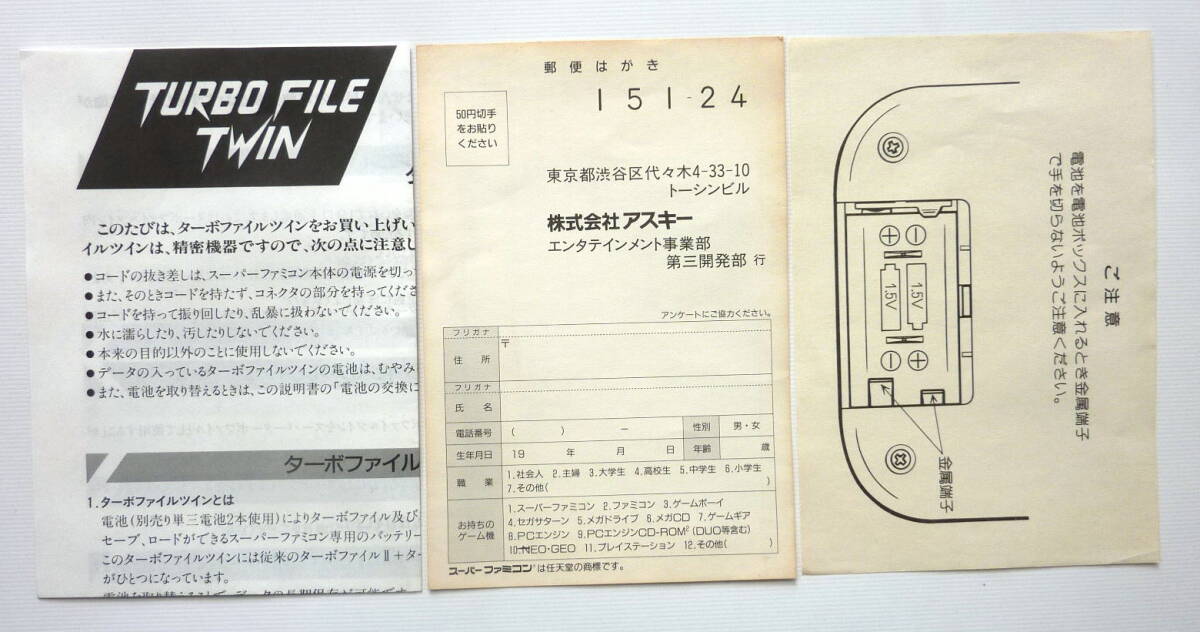 TURBO FILE
TWIN
このたびは、ターボファイルツインをお買い上げい
イルツインは、精密機器ですので、次の点に注意し
●コードの抜き差しは、スーパーファミコン本体の電源を切っ
●また、そのときコードを持たず、コネクタの部分を持ってくださ
●コードを持って振り回したり、乱暴に扱わないでください。
●水に濡らしたり、汚したりしないでください。
●本来の目的以外のことに使用しないでください。
●データの入っているターボファイルツインの電池は、むやみ
●また、電池を取り替えるときは、この説明書の「電池の交換に
ターボファイル
1.ターボファイルツインとは
電池(別売り単三電池2本使用)によりターボファイル及び
セーブ、ロードができるスーパーファミコン専用のバッテリー
このターボファイルツインには従来のターボファイルⅡ+ター
がひとつになっています。
郵便はがき
151-24
50円切手
をお貼り
ください
東京都渋谷区代々木4-33-10
トーシンビル
株式会社アスキー
エンタテインメント事業部
第三開発部 行
アンケートにご協力ください。
フリガナ
住所 〒
フリガナ
氏名
電話番号 ( ) − 性別 男・女
生年月日 19 年 月 日 年齢 歳
職業 1.社会人 2.主婦 3.大学生 4.高校生 5.中学生 6.小学生
7.その他( )
お持ちの
ゲーム機
1.スーパーファミコン 2.ファミコン 3.ゲームボーイ
4.セガサターン 5.メガドライブ 6.メガCD 7.ゲームギア
8.PCエンジン 9.PCエンジンCD-ROM²(DUO等含む)
10.NEO・GEO 11.プレイステーション 12.その他( )
スーパーファミコン®は任天堂の商標です。
ご注意
電池を電池ボックスに入れるとき金属端子
で手を切らないようご注意ください。
⊕ ⊖
1.5V
1.5V
⊖ ⊕
金属端子